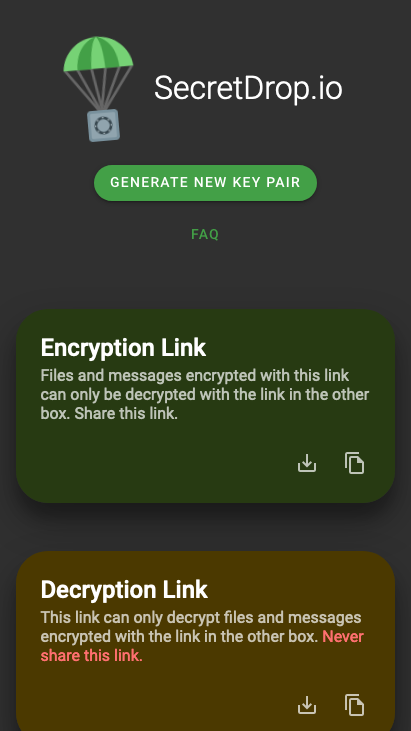 SecretDrop.io
GENERATE NEW KEY PAIR
FAQ
Encryption Link
Files and messages encrypted with this link
can only be decrypted with the link in the other
box. Share this link.
Decryption Link
This link can only decrypt files and messages
encrypted with the link in the other box. Never
share this link.